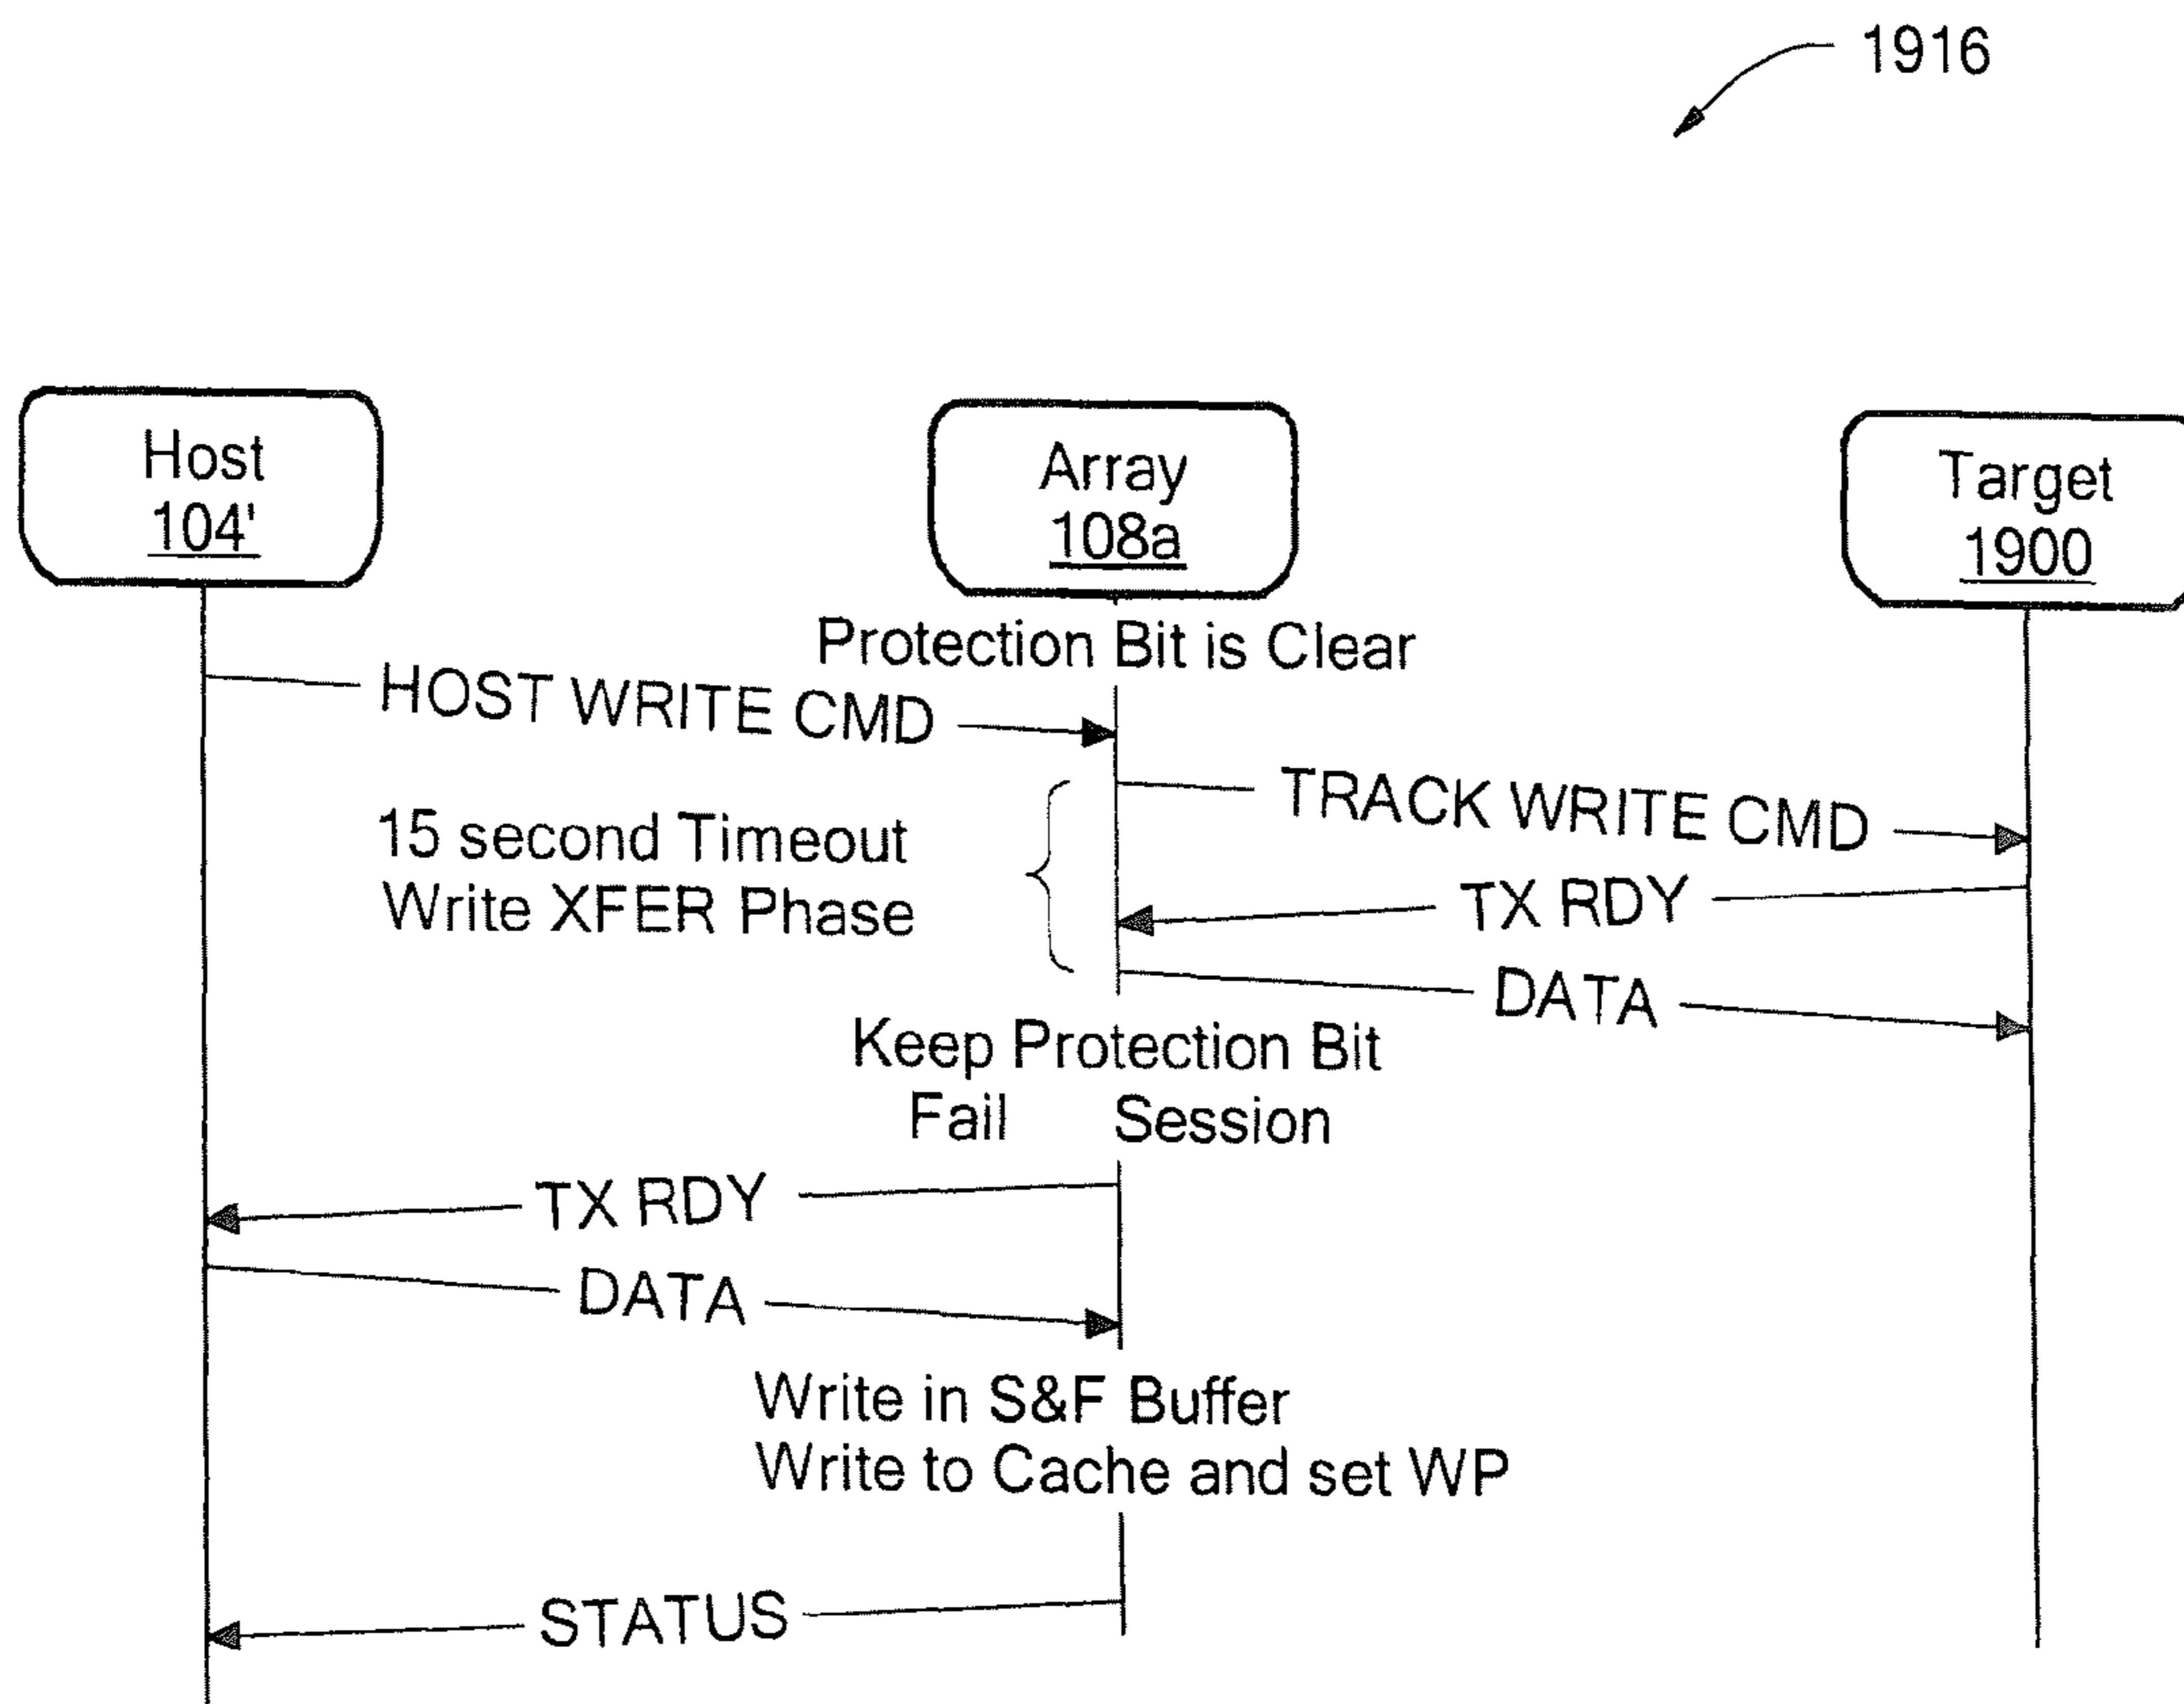 1916
Host
104'
Array
108a
Target
1900
Protection Bit is Clear
HOST WRITE CMD
TRACK WRITE CMD
15 second Timeout
Write XFER Phase
TX RDY
DATA
Keep Protection Bit
Fail Session
TX RDY
DATA
Write in S&F Buffer
Write to Cache and set WP
STATUS